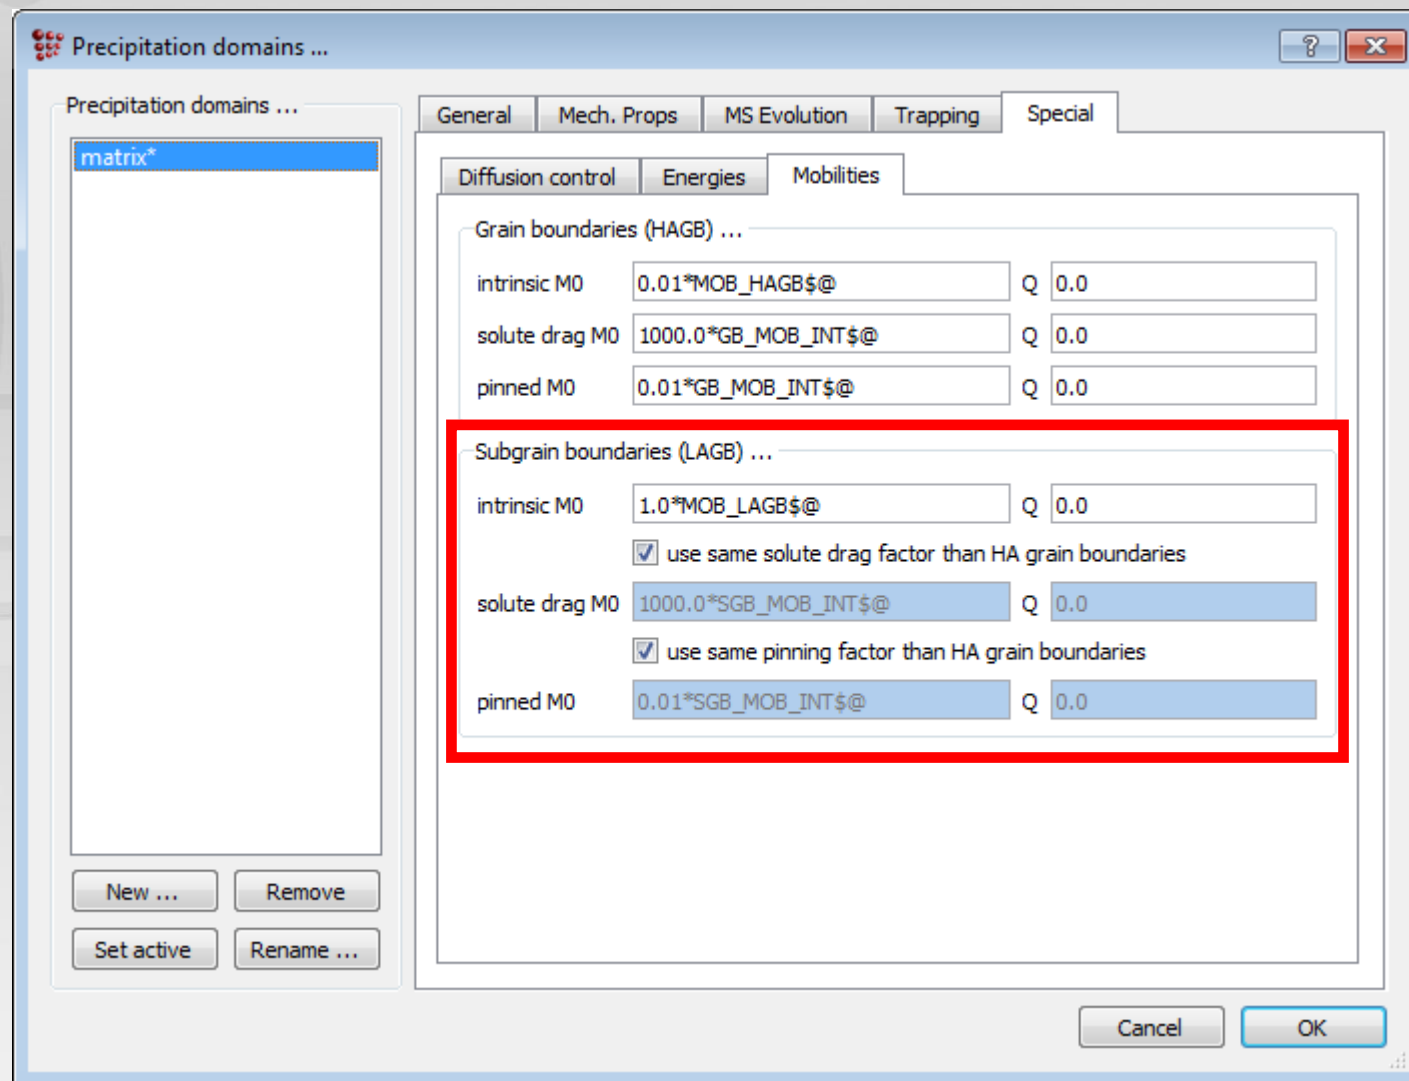 Precipitation domains ...
Precipitation domains ...
matrix*
New ...
Remove
Set active
Rename ...
General
Mech. Props
MS Evolution
Trapping
Special
Diffusion control
Energies
Mobilities
Grain boundaries (HAGB) ...
intrinsic M0 0.01*MOB_HAGB$@ Q 0.0
solute drag M0 1000.0*GB_MOB_INT$@ Q 0.0
pinned M0 0.01*GB_MOB_INT$@ Q 0.0
Subgrain boundaries (LAGB) ...
intrinsic M0 1.0*MOB_LAGB$@ Q 0.0
use same solute drag factor than HA grain boundaries
solute drag M0 1000.0*SGB_MOB_INT$@ Q 0.0
use same pinning factor than HA grain boundaries
pinned M0 0.01*SGB_MOB_INT$@ Q 0.0
Cancel
OK